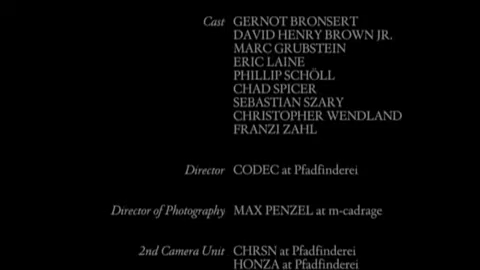 Cast GERNOT BRONSERT
DAVID HENRY BROWN JR.
MARC GRUBSTEIN
ERIC LAINE
PHILLIP SCHÖLL
CHAD SPICER
SEBASTIAN SZARY
CHRISTOPHER WENDLAND
FRANZI ZAHL
Director CODEC at Pfadfinderei
Director of Photography MAX PENZEL at m-cadrage
2nd Camera Unit CHRSN at Pfadfinderei
HONZA at Pfadfinderei